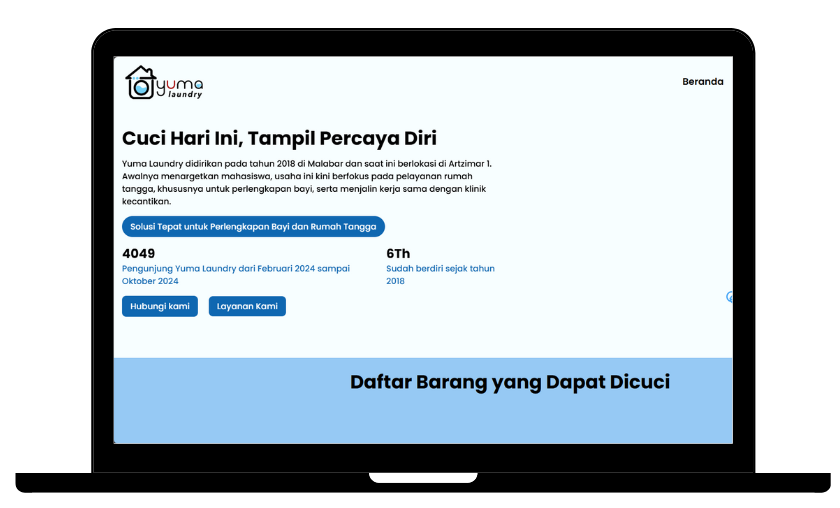 yuma
laundry
Beranda
Cuci Hari Ini, Tampil Percaya Diri
Yuma Laundry didirikan pada tahun 2018 di Malabar dan saat ini berlokasi di Artzimar 1.
Awalnya menargetkan mahasiswa, usaha ini kini berfokus pada pelayanan rumah
tangga, khususnya untuk perlengkapan bayi, serta menjalin kerja sama dengan klinik
kecantikan.
Solusi Tepat untuk Perlengkapan Bayi dan Rumah Tangga
4049
Pengunjung Yuma Laundry dari Februari 2024 sampai
Oktober 2024
6Th
Sudah berdiri sejak tahun
2018
Hubungi kami
Layanan Kami
Daftar Barang yang Dapat Dicuci